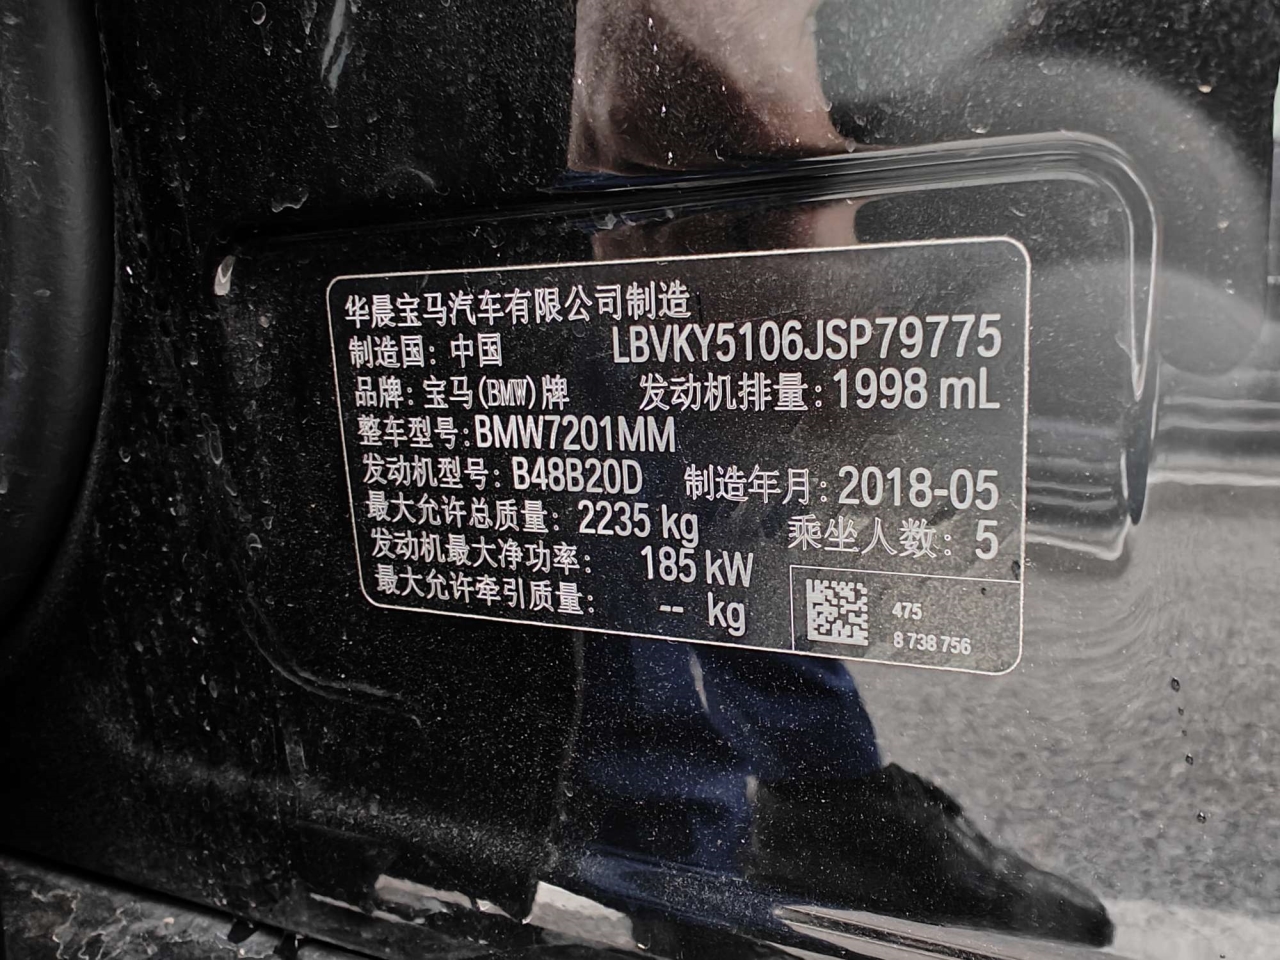 华晨宝马汽车有限公司制造
制造国：中国 LBVKY5106JSP79775
品牌：宝马(BMW)牌 发动机排量：1998 mL
整车型号：BMW7201MM
发动机型号：B48B20D 制造年月：2018-05
最大允许总质量：2235 kg 乘坐人数：5
发动机最大净功率：185 kW
最大允许牵引质量：-- kg
475
8 738 756